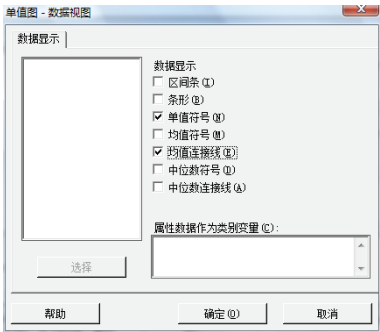 单值图 - 数据视图
数据显示
数据显示
区间条(I)
条形(B)
单值符号(N)
均值符号(M)
均值连接线(E)
中位数符号(D)
中位数连接线(A)
属性数据作为类别变量(C):
选择
帮助
确定(O)
取消